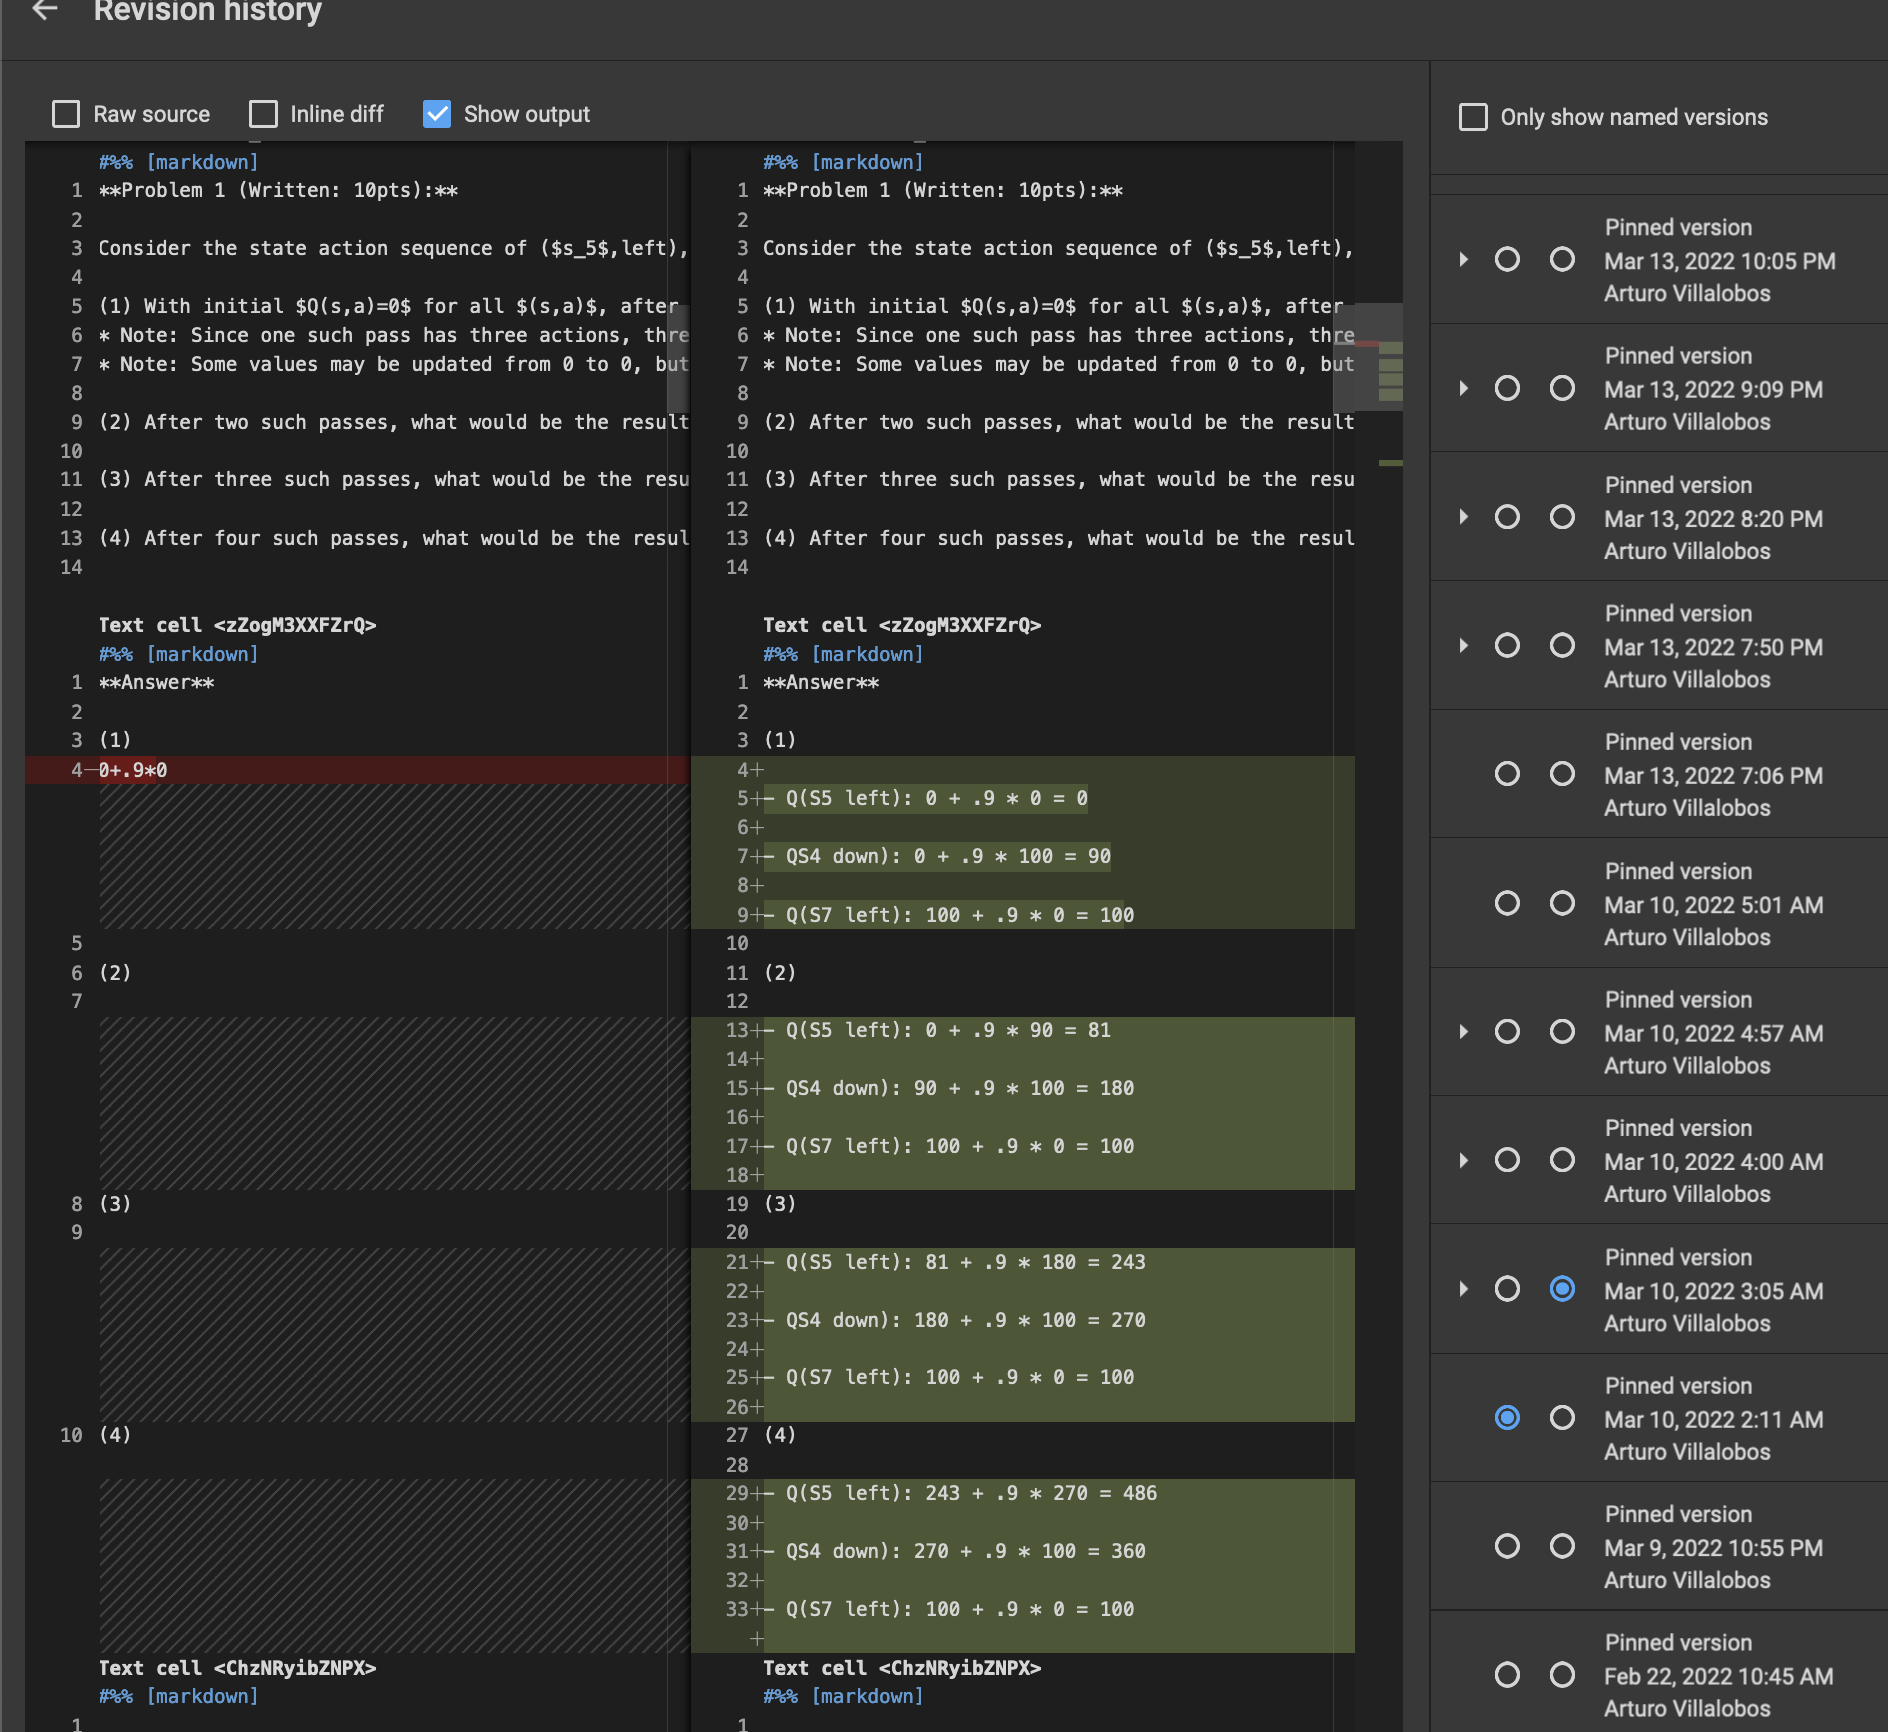 Revision history
Raw source
Inline diff
Show output
#%% [markdown]
1 **Problem 1 (Written: 10pts):**
2
3 Consider the state action sequence of ($s_5$,left),
4
5 (1) With initial $Q(s,a)=0$ for all $(s,a)$, after
6 * Note: Since one such pass has three actions, thre
7 * Note: Some values may be updated from 0 to 0, but
8
9 (2) After two such passes, what would be the result
10
11 (3) After three such passes, what would be the resu
12
13 (4) After four such passes, what would be the resul
14
Text cell <zZogM3XXFZrQ>
#%% [markdown]
1 **Answer**
2
3 (1)
4—0+.9*0
5
6 (2)
7
8 (3)
9
10 (4)
Text cell <ChzNRyibZNPX>
#%% [markdown]
1
#%% [markdown]
1 **Problem 1 (Written: 10pts):**
2
3 Consider the state action sequence of ($s_5$,left),
4
5 (1) With initial $Q(s,a)=0$ for all $(s,a)$, after
6 * Note: Since one such pass has three actions, thre
7 * Note: Some values may be updated from 0 to 0, but
8
9 (2) After two such passes, what would be the result
10
11 (3) After three such passes, what would be the resu
12
13 (4) After four such passes, what would be the resul
14
Text cell <zZogM3XXFZrQ>
#%% [markdown]
1 **Answer**
2
3 (1)
4+
5+- Q(S5 left): 0 + .9 * 0 = 0
6+
7+- QS4 down): 0 + .9 * 100 = 90
8+
9+- Q(S7 left): 100 + .9 * 0 = 100
10
11 (2)
12
13+- Q(S5 left): 0 + .9 * 90 = 81
14+
15+- QS4 down): 90 + .9 * 100 = 180
16+
17+- Q(S7 left): 100 + .9 * 0 = 100
18+
19 (3)
20
21+- Q(S5 left): 81 + .9 * 180 = 243
22+
23+- QS4 down): 180 + .9 * 100 = 270
24+
25+- Q(S7 left): 100 + .9 * 0 = 100
26+
27 (4)
28
29+- Q(S5 left): 243 + .9 * 270 = 486
30+
31+- QS4 down): 270 + .9 * 100 = 360
32+
33+- Q(S7 left): 100 + .9 * 0 = 100
+
Text cell <ChzNRyibZNPX>
#%% [markdown]
1
Only show named versions
Pinned version
Mar 13, 2022 10:05 PM
Arturo Villalobos
Pinned version
Mar 13, 2022 9:09 PM
Arturo Villalobos
Pinned version
Mar 13, 2022 8:20 PM
Arturo Villalobos
Pinned version
Mar 13, 2022 7:50 PM
Arturo Villalobos
Pinned version
Mar 13, 2022 7:06 PM
Arturo Villalobos
Pinned version
Mar 10, 2022 5:01 AM
Arturo Villalobos
Pinned version
Mar 10, 2022 4:57 AM
Arturo Villalobos
Pinned version
Mar 10, 2022 4:00 AM
Arturo Villalobos
Pinned version
Mar 10, 2022 3:05 AM
Arturo Villalobos
Pinned version
Mar 10, 2022 2:11 AM
Arturo Villalobos
Pinned version
Mar 9, 2022 10:55 PM
Arturo Villalobos
Pinned version
Feb 22, 2022 10:45 AM
Arturo Villalobos